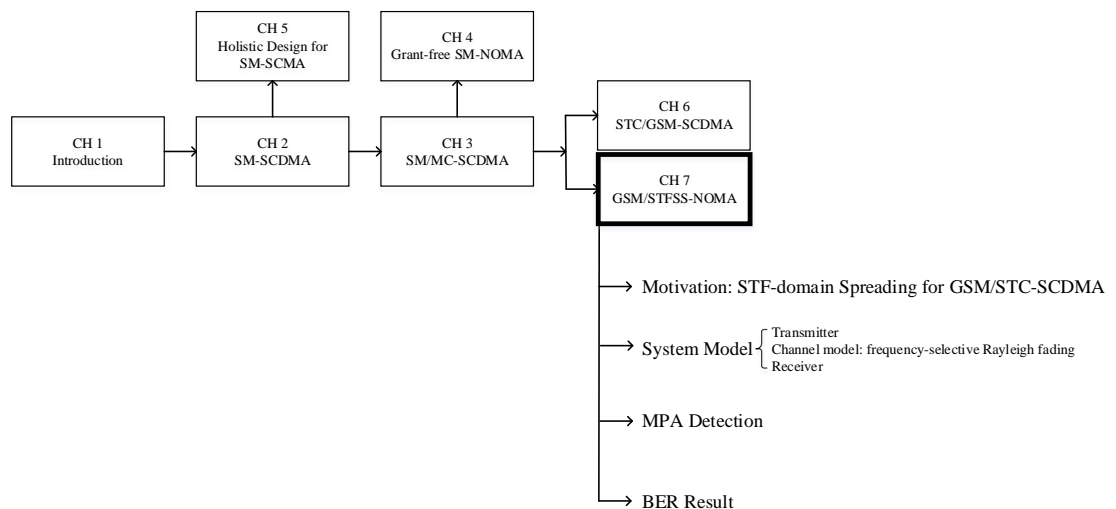 CH 5
Holistic Design for
SM-SCMA
CH 4
Grant-free SM-NOMA
CH 1
Introduction
CH 2
SM-SCDMA
CH 3
SM/MC-SCDMA
CH 6
STC/GSM-SCDMA
CH 7
GSM/STFSS-NOMA
Motivation: STF-domain Spreading for GSM/STC-SCDMA
System Model
Transmitter
Channel model: frequency-selective Rayleigh fading
Receiver
MPA Detection
BER Result